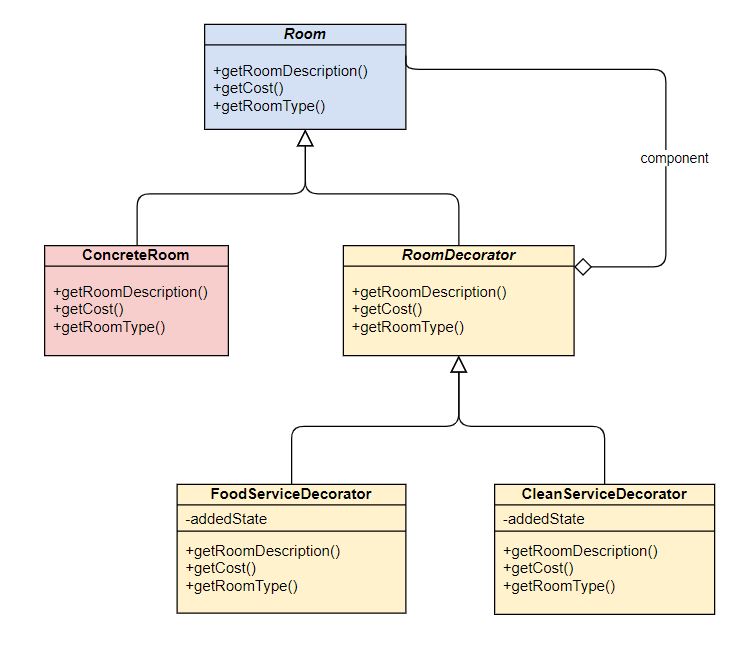 Room
+getRoomDescription()
+getCost()
+getRoomType()
component
ConcreteRoom
+getRoomDescription()
+getCost()
+getRoomType()
RoomDecorator
+getRoomDescription()
+getCost()
+getRoomType()
FoodServiceDecorator
-addedState
+getRoomDescription()
+getCost()
+getRoomType()
CleanServiceDecorator
-addedState
+getRoomDescription()
+getCost()
+getRoomType()